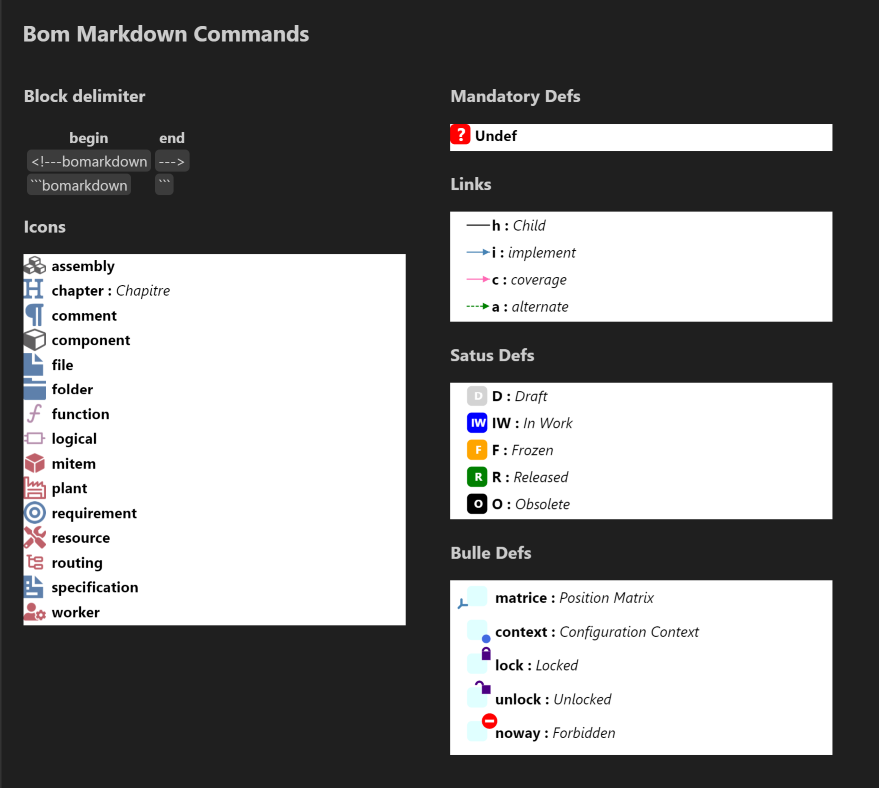 Bom Markdown Commands
Block delimiter
begin end
<!---bomarkdown --->
```bomarkdown ```
Icons
assembly
H chapter : Chapitre
¶ comment
component
file
folder
f function
logical
mitem
plant
requirement
resource
routing
specification
worker
Mandatory Defs
? Undef
Links
h : Child
i : implement
c : coverage
a : alternate
Satus Defs
D D : Draft
IW IW : In Work
F F : Frozen
R R : Released
O O : Obsolete
Bulle Defs
matrice : Position Matrix
context : Configuration Context
lock : Locked
unlock : Unlocked
noway : Forbidden